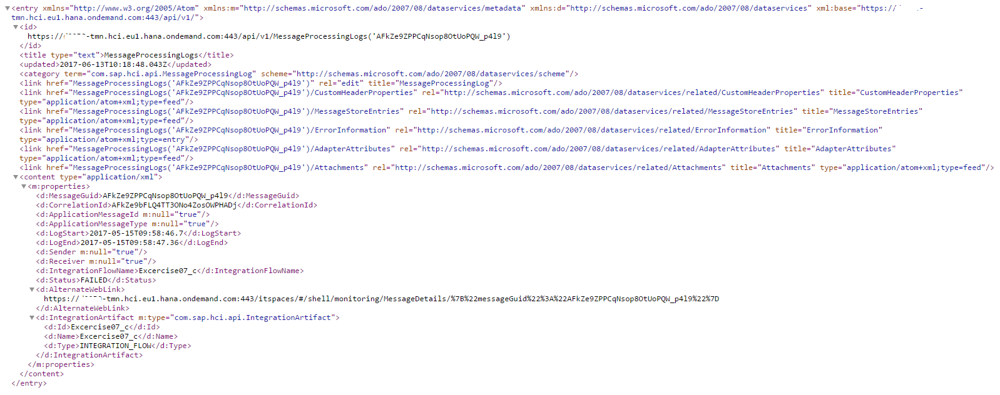 <entry xmlns="http://www.w3.org/2005/Atom" xmlns:m="http://schemas.microsoft.com/ado/2007/08/dataservices/metadata" xmlns:d="http://schemas.microsoft.com/ado/2007/08/dataservices" xml:base="https:// -
tmn.hci.eu1.hana.ondemand.com:443/api/v1/">
<id>
https:// -tmn.hci.eu1.hana.ondemand.com:443/api/v1/MessageProcessingLogs('AFkZe9ZPPCqNsop8OtUoPQW_p4l9')
</id>
<title type="text">MessageProcessingLogs</title>
<updated>2017-06-13T10:18:48.043Z</updated>
<category term="com.sap.hci.api.MessageProcessingLog" scheme="http://schemas.microsoft.com/ado/2007/08/dataservices/scheme"/>
<link href="MessageProcessingLogs('AFkZe9ZPPCqNsop8OtUoPQW_p4l9')" rel="edit" title="MessageProcessingLog"/>
<link href="MessageProcessingLogs('AFkZe9ZPPCqNsop8OtUoPQW_p4l9')/CustomHeaderProperties" rel="http://schemas.microsoft.com/ado/2007/08/dataservices/related/CustomHeaderProperties" title="CustomHeaderProperties"
type="application/atom+xml;type=feed"/>
<link href="MessageProcessingLogs('AFkZe9ZPPCqNsop8OtUoPQW_p4l9')/MessageStoreEntries" rel="http://schemas.microsoft.com/ado/2007/08/dataservices/related/MessageStoreEntries" title="MessageStoreEntries"
type="application/atom+xml;type=feed"/>
<link href="MessageProcessingLogs('AFkZe9ZPPCqNsop8OtUoPQW_p4l9')/ErrorInformation" rel="http://schemas.microsoft.com/ado/2007/08/dataservices/related/ErrorInformation" title="ErrorInformation"
type="application/atom+xml;type=entry"/>
<link href="MessageProcessingLogs('AFkZe9ZPPCqNsop8OtUoPQW_p4l9')/AdapterAttributes" rel="http://schemas.microsoft.com/ado/2007/08/dataservices/related/AdapterAttributes" title="AdapterAttributes"
type="application/atom+xml;type=feed"/>
<link href="MessageProcessingLogs('AFkZe9ZPPCqNsop8OtUoPQW_p4l9')/Attachments" rel="http://schemas.microsoft.com/ado/2007/08/dataservices/related/Attachments" title="Attachments" type="application/atom+xml;type=feed"/>
<content type="application/xml">
<m:properties>
<d:MessageGuid>AFkZe9ZPPCqNsop8OtUoPQW_p4l9</d:MessageGuid>
<d:CorrelationId>AFkZe9bFLQ4TT3ONo4ZosOWPHADj</d:CorrelationId>
<d:ApplicationMessageId m:null="true"/>
<d:ApplicationMessageType m:null="true"/>
<d:LogStart>2017-05-15T09:58:46.7</d:LogStart>
<d:LogEnd>2017-05-15T09:58:47.36</d:LogEnd>
<d:Sender m:null="true"/>
<d:Receiver m:null="true"/>
<d:IntegrationFlowName>Excercise07_c</d:IntegrationFlowName>
<d:Status>FAILED</d:Status>
<d:AlternateWebLink>
https:// -tmn.hci.eu1.hana.ondemand.com:443/itspaces/#/shell/monitoring/MessageDetails/%7B%22messageGuid%22%3A%22AFkZe9ZPPCqNsop8OtUoPQW_p4l9%22%7D
</d:AlternateWebLink>
<d:IntegrationArtifact m:type="com.sap.hci.api.IntegrationArtifact">
<d:Id>Excercise07_c</d:Id>
<d:Name>Excercise07_c</d:Name>
<d:Type>INTEGRATION_FLOW</d:Type>
</d:IntegrationArtifact>
</m:properties>
</content>
</entry>